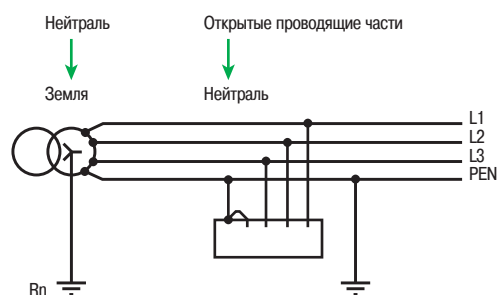 Нейтраль
Открытые проводящие части
Земля
Нейтраль
L1
L2
L3
PEN
Rn